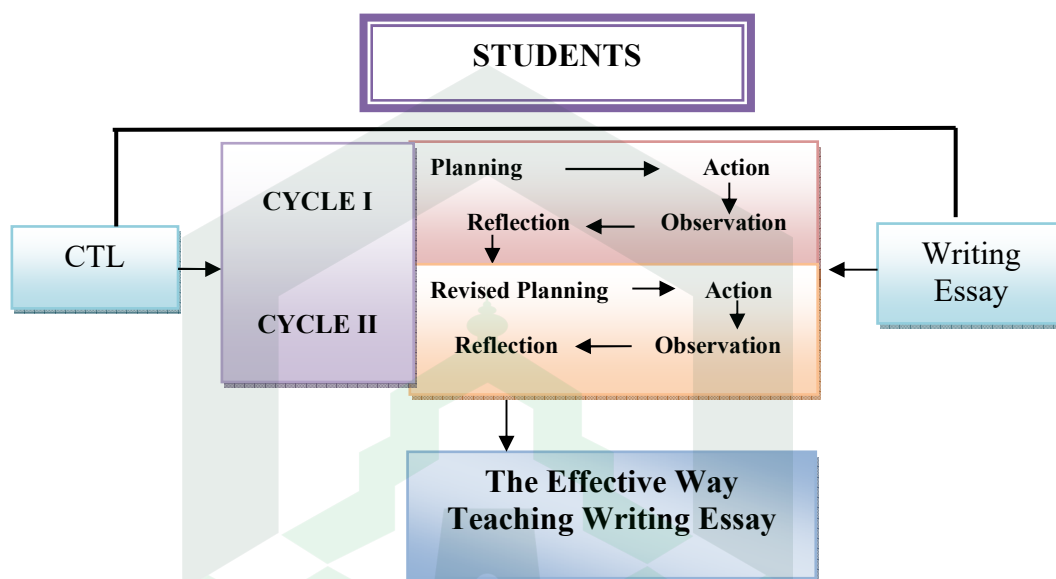 STUDENTS
Planning Action
CYCLE I
Reflection Observation
CTL
Writing
Essay
Revised Planning Action
CYCLE II
Reflection Observation
The Effective Way
Teaching Writing Essay